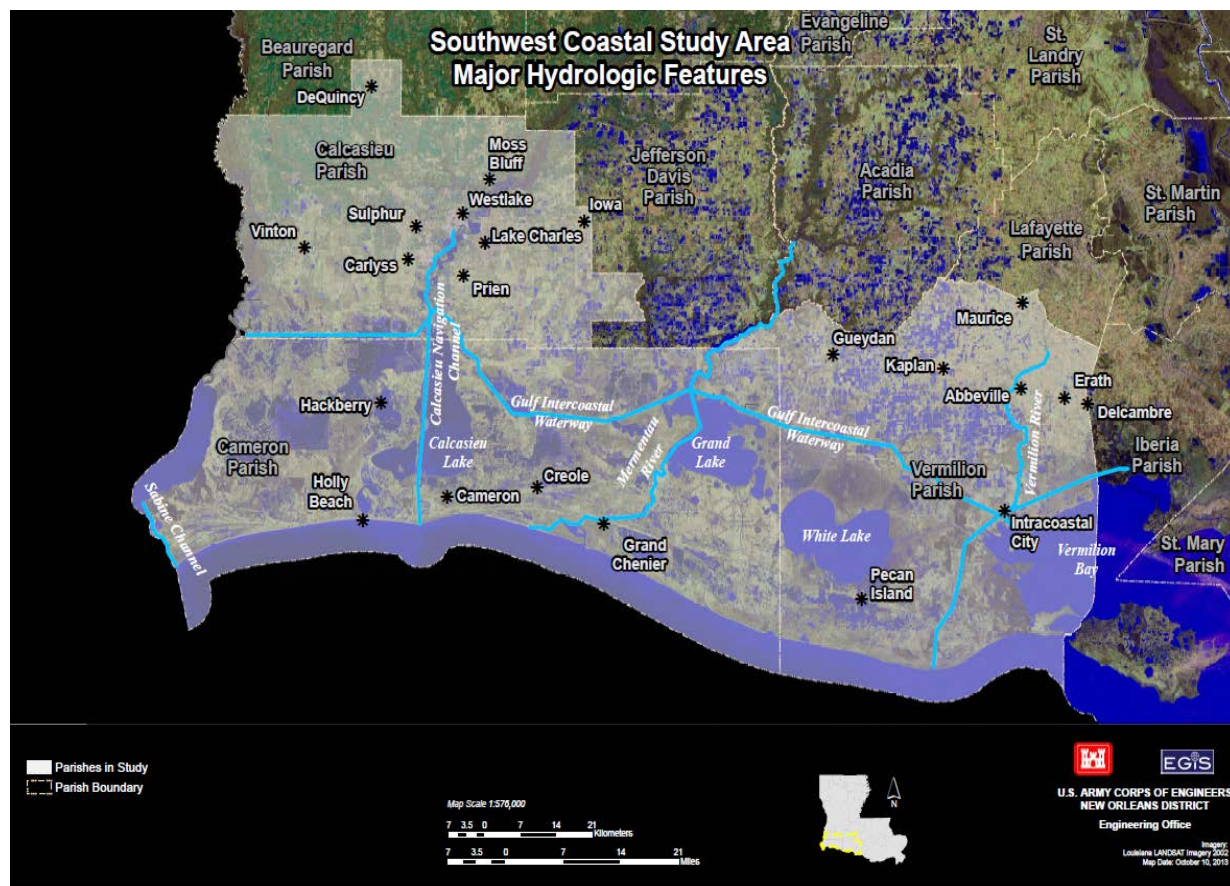 Southwest Coastal Study Area
Major Hydrologic Features
Beauregard
Parish
DeQuincy
Evangeline
Parish
St.
Landry
Parish
Calcasieu
Parish
Moss
Bluff
Jefferson
Davis
Parish
Acadia
Parish
St. Martin
Parish
Westlake
Iowa
Sulphur
Lake Charles
Vinton
Carlyss
Prien
Lafayette
Parish
Calcasieu Navigation
Channel
Maurice
Gueydan
Kaplan
Abbeville
Erath
Delcambre
Hackberry
Gulf Intercoastal
Waterway
Gulf Intercoastal
Waterway
Vermilion River
Cameron
Parish
Calcasieu
Lake
Mermentau
River
Grand
Lake
Iberia
Parish
Vermilion
Parish
Holly
Beach
Cameron
Creole
Sabine Channel
Grand
Chenier
White Lake
Intracoastal
City
Vermilion
Bay
St. Mary
Parish
Pecan
Island
Parishes in Study
Parish Boundary
Map Scale 1:576,000
7 3.5 0 7 14 21
Kilometers
7 3.5 0 7 14 21
Miles
N
EGIS
U.S. ARMY CORPS OF ENGINEERS
NEW ORLEANS DISTRICT
Engineering Office
Imagery:
Louisiana LANDSAT Imagery 2002
Map Date: October 10, 2013